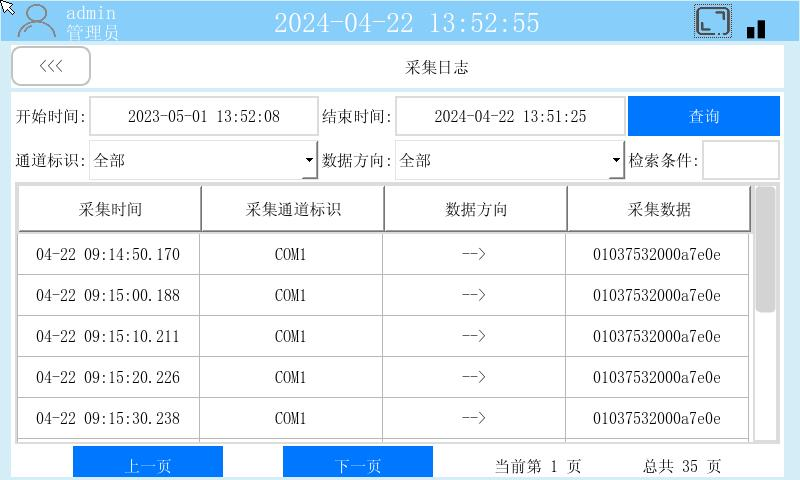 admin
管理员
2024-04-22 13:52:55
<<<
采集日志
开始时间: 2023-05-01 13:52:08 结束时间: 2024-04-22 13:51:25 查询
通道标识: 全部 数据方向: 全部 检索条件:
采集时间 采集通道标识 数据方向 采集数据
04-22 09:14:50.170 COM1 --> 01037532000a7e0e
04-22 09:15:00.188 COM1 --> 01037532000a7e0e
04-22 09:15:10.211 COM1 --> 01037532000a7e0e
04-22 09:15:20.226 COM1 --> 01037532000a7e0e
04-22 09:15:30.238 COM1 --> 01037532000a7e0e
上一页 下一页 当前第 1 页 总共 35 页